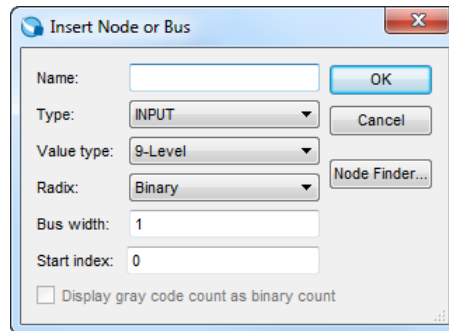 Insert Node or Bus
Name:
OK
Type: INPUT
Cancel
Value type: 9-Level
Radix: Binary
Node Finder...
Bus width: 1
Start index: 0
Display gray code count as binary count